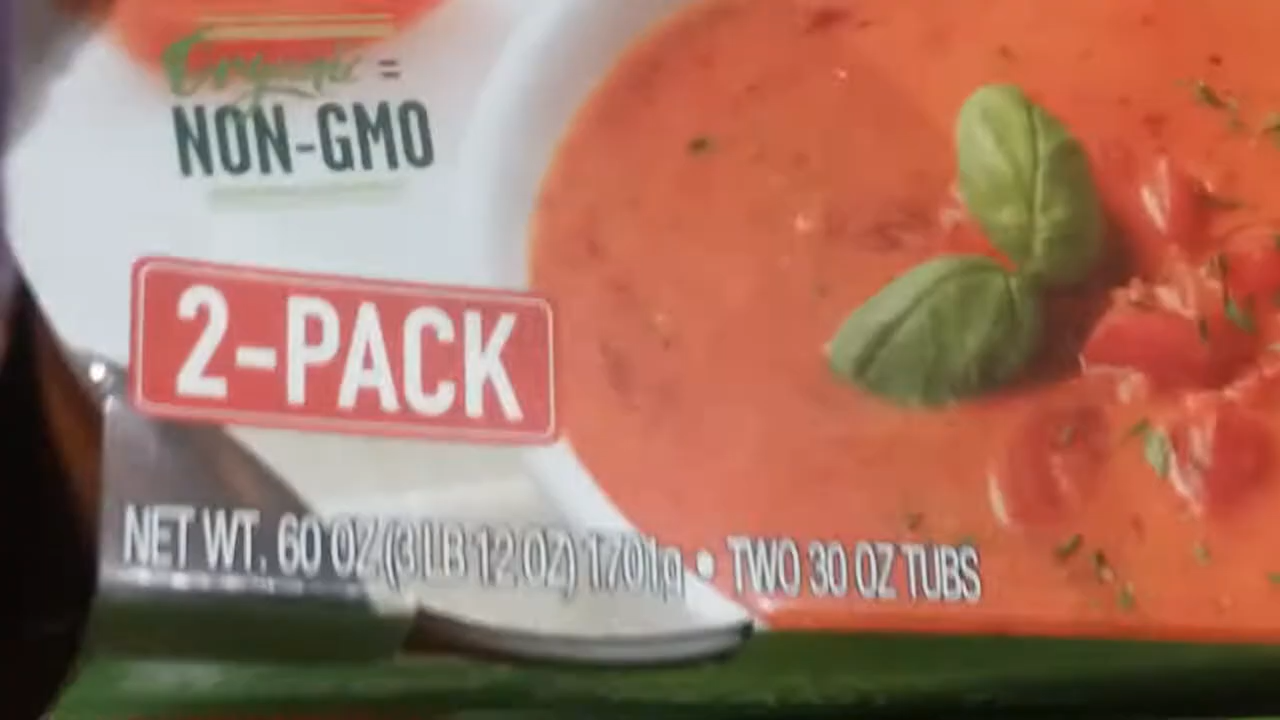 Organic =
NON-GMO
2-PACK
NET WT. 60 OZ (3 LB 12 OZ) 1701g • TWO 30 OZ TUBS